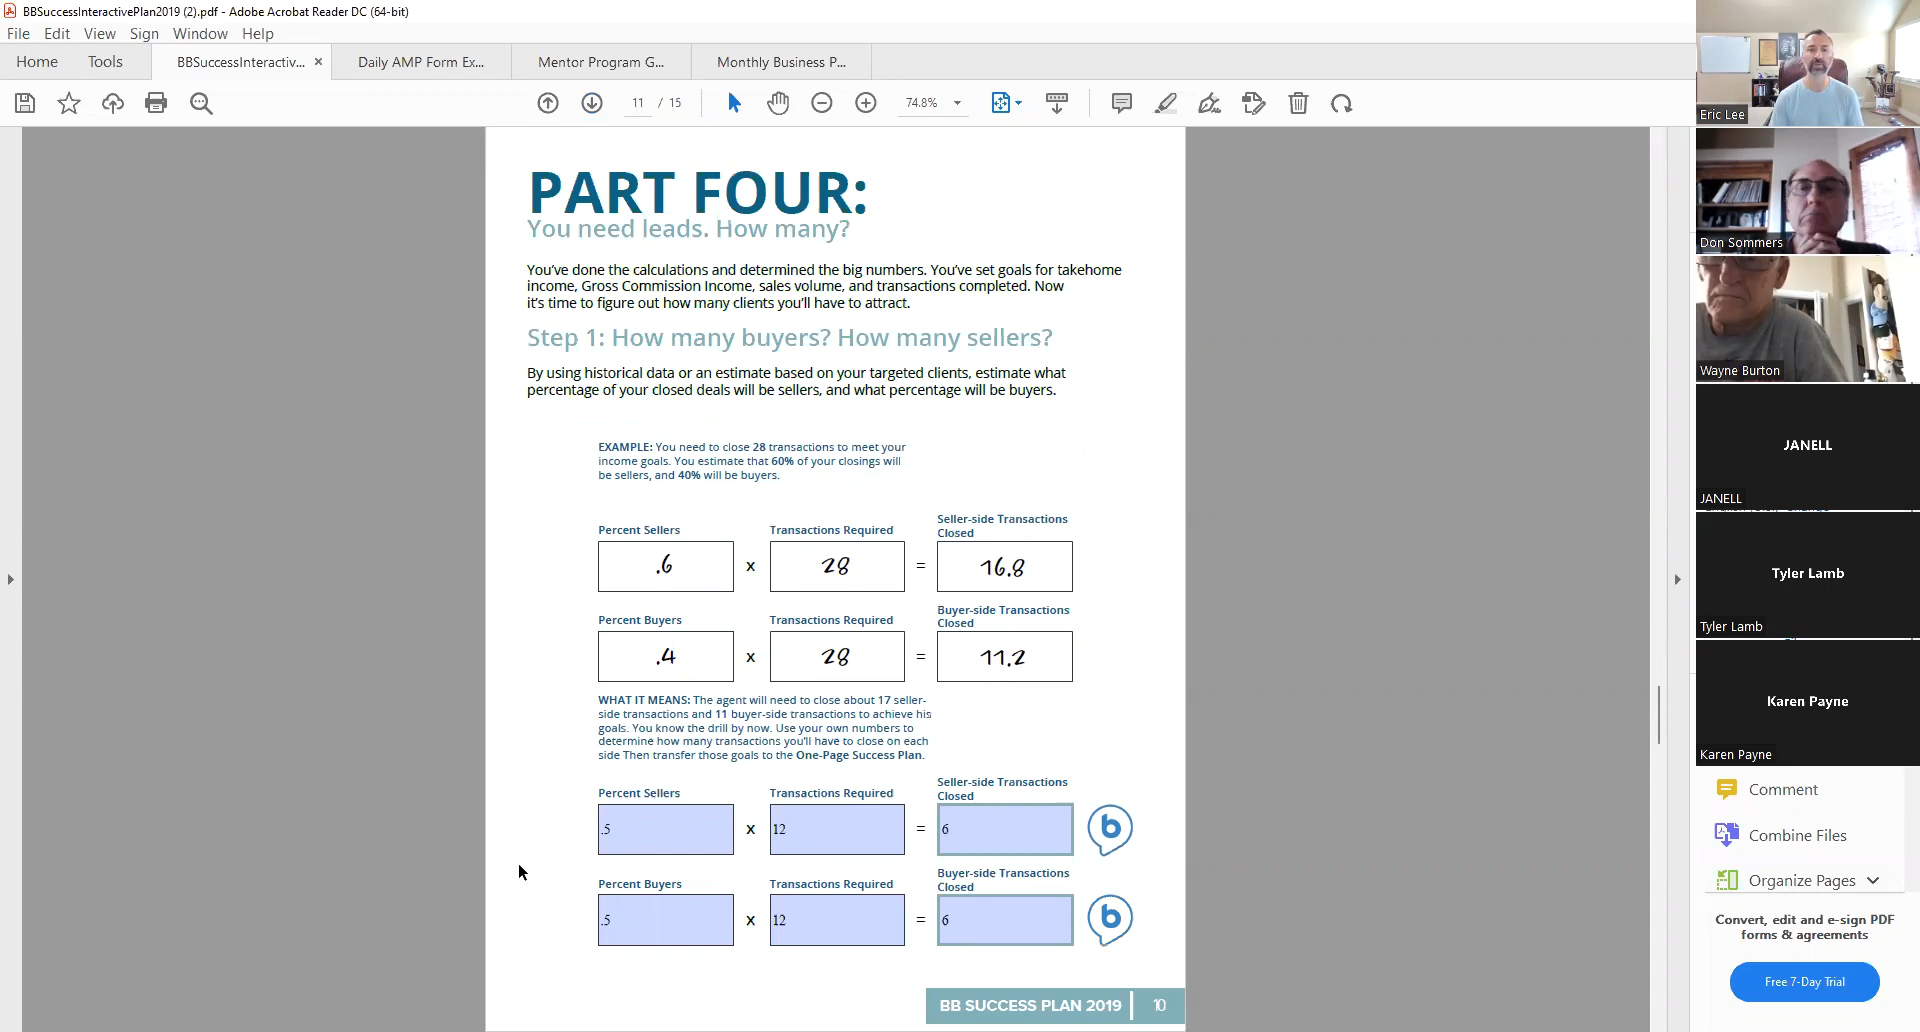 BBSuccessInteractivePlan2019 (2).pdf - Adobe Acrobat Reader DC (64-bit)
File Edit View Sign Window Help
Home Tools BBSuccessInteractiv... × Daily AMP Form Ex... Mentor Program G... Monthly Business P...
11 / 15 74.8%
PART FOUR:
You need leads. How many?
You've done the calculations and determined the big numbers. You've set goals for takehome
income, Gross Commission Income, sales volume, and transactions completed. Now
it's time to figure out how many clients you'll have to attract.
Step 1: How many buyers? How many sellers?
By using historical data or an estimate based on your targeted clients, estimate what
percentage of your closed deals will be sellers, and what percentage will be buyers.
EXAMPLE: You need to close 28 transactions to meet your
income goals. You estimate that 60% of your closings will
be sellers, and 40% will be buyers.
Percent Sellers Transactions Required Seller-side Transactions
Closed
.6 x 28 = 16.8
Percent Buyers Transactions Required Buyer-side Transactions
Closed
.4 x 28 = 11.2
WHAT IT MEANS: The agent will need to close about 17 seller-
side transactions and 11 buyer-side transactions to achieve his
goals. You know the drill by now. Use your own numbers to
determine how many transactions you'll have to close on each
side Then transfer those goals to the One-Page Success Plan.
Percent Sellers Transactions Required Seller-side Transactions
Closed
.5 x 12 = 6 b
Percent Buyers Transactions Required Buyer-side Transactions
Closed
.5 x 12 = 6 b
BB SUCCESS PLAN 2019 10
Eric Lee
Don Sommers
Wayne Burton
JANELL
JANELL
Tyler Lamb
Tyler Lamb
Karen Payne
Karen Payne
Comment
Combine Files
Organize Pages
Convert, edit and e-sign PDF
forms & agreements
Free 7-Day Trial